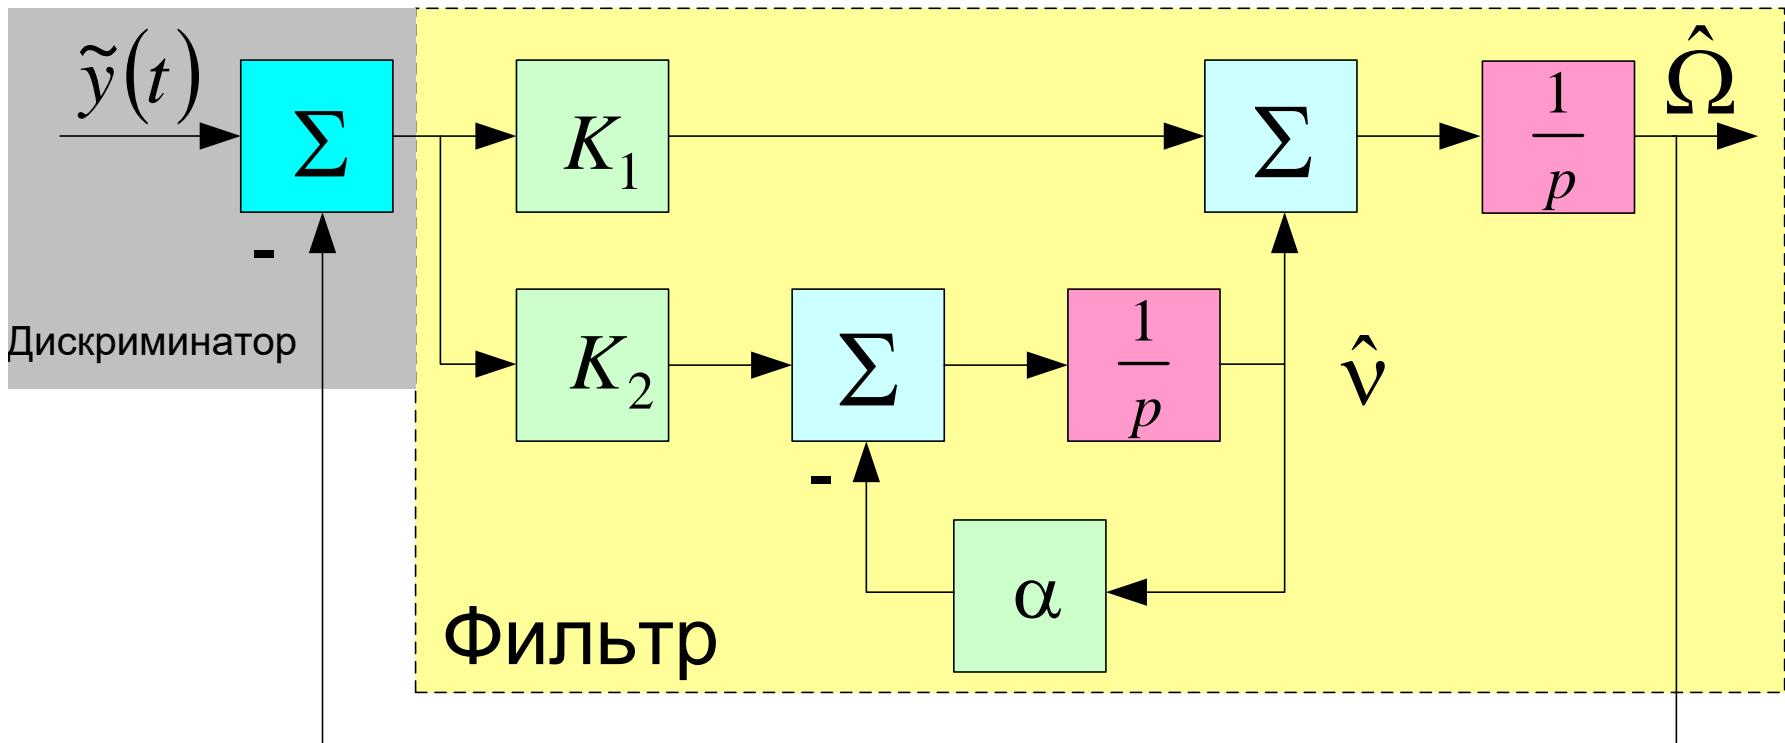 ỹ(t)
Σ
K₁
Σ
1/p
Ω̂
-
Дискриминатор
K₂
Σ
1/p
ν̂
-
α
Фильтр